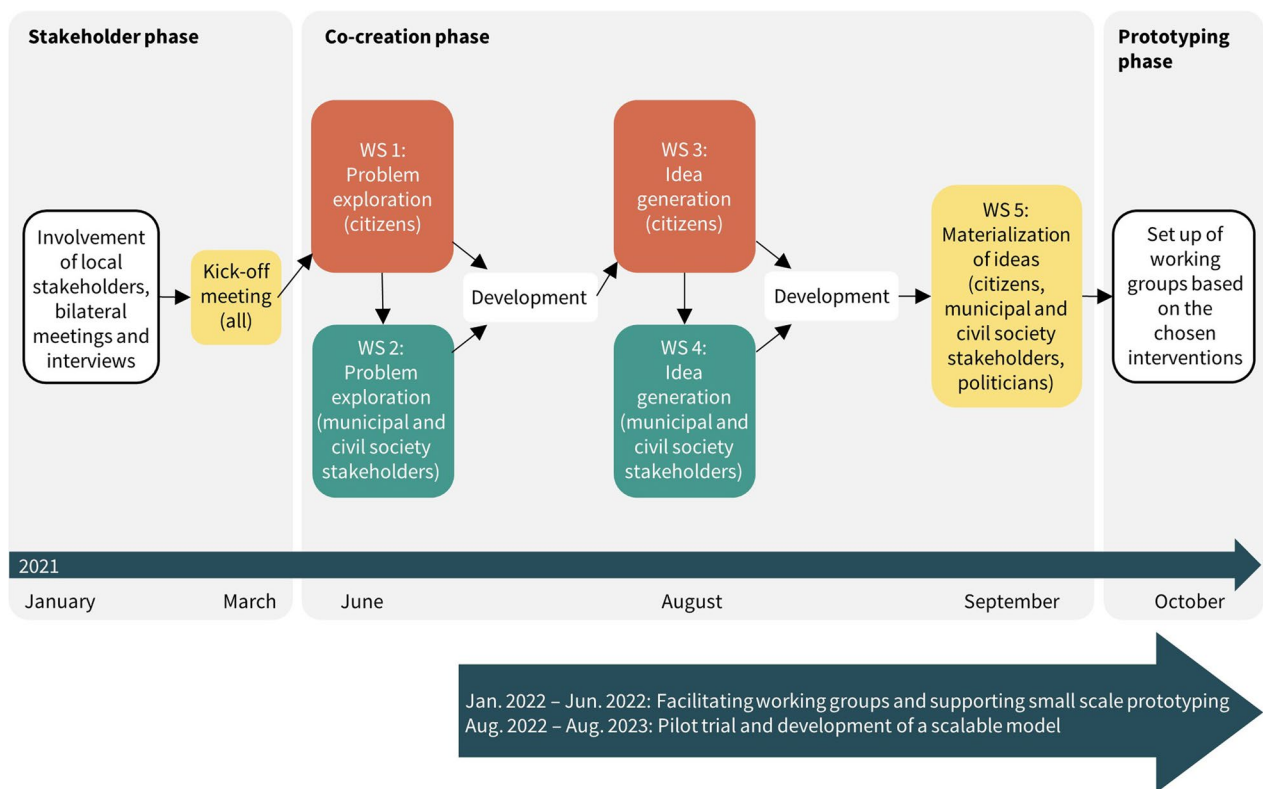 Stakeholder phase
Co-creation phase
Prototyping
phase
Involvement
of local
stakeholders,
bilateral
meetings and
interviews
Kick-off
meeting
(all)
WS 1:
Problem
exploration
(citizens)
WS 2:
Problem
exploration
(municipal and
civil society
stakeholders)
Development
WS 3:
Idea
generation
(citizens)
WS 4:
Idea
generation
(municipal and
civil society
stakeholders)
Development
WS 5:
Materialization
of ideas
(citizens,
municipal and
civil society
stakeholders,
politicians)
Set up of
working
groups based
on the
chosen
interventions
2021
January
March
June
August
September
October
Jan. 2022 – Jun. 2022: Facilitating working groups and supporting small scale prototyping
Aug. 2022 – Aug. 2023: Pilot trial and development of a scalable model